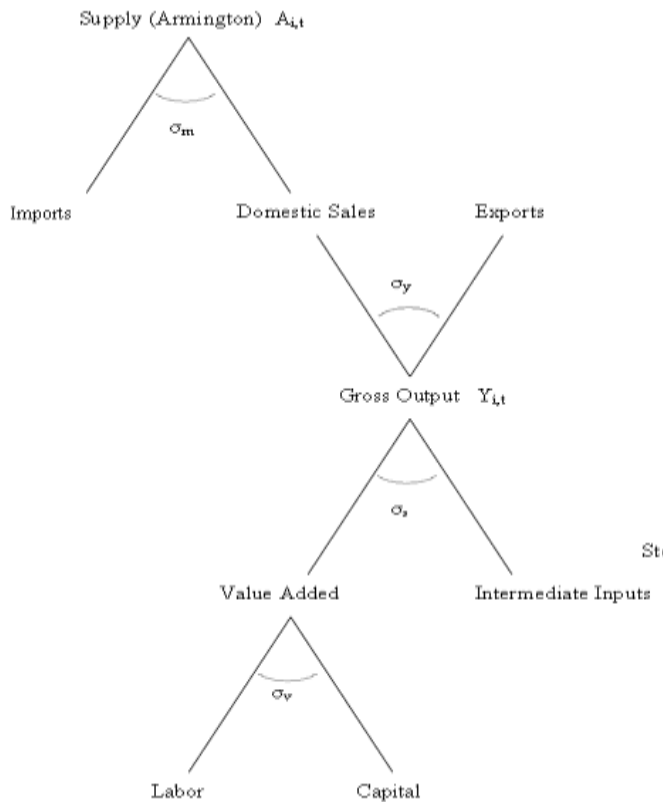 Supply (Armington) A_{i,t}
σ_m
Imports Domestic Sales Exports
σ_y
Gross Output Y_{i,t}
σ_s
Value Added Intermediate Inputs
σ_v
Labor Capital